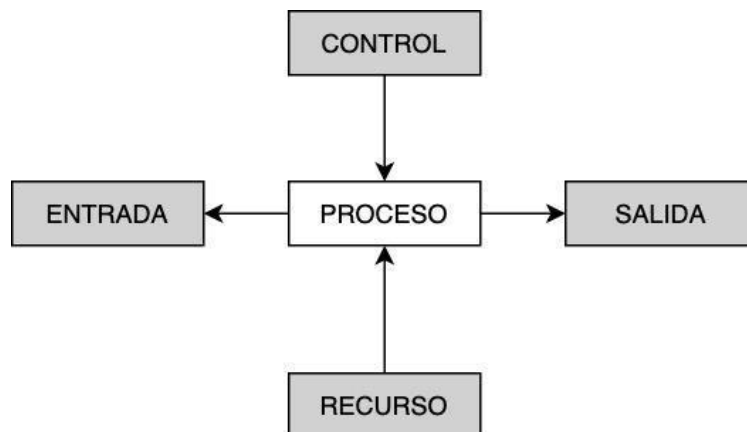 CONTROL
ENTRADA
PROCESO
SALIDA
RECURSO